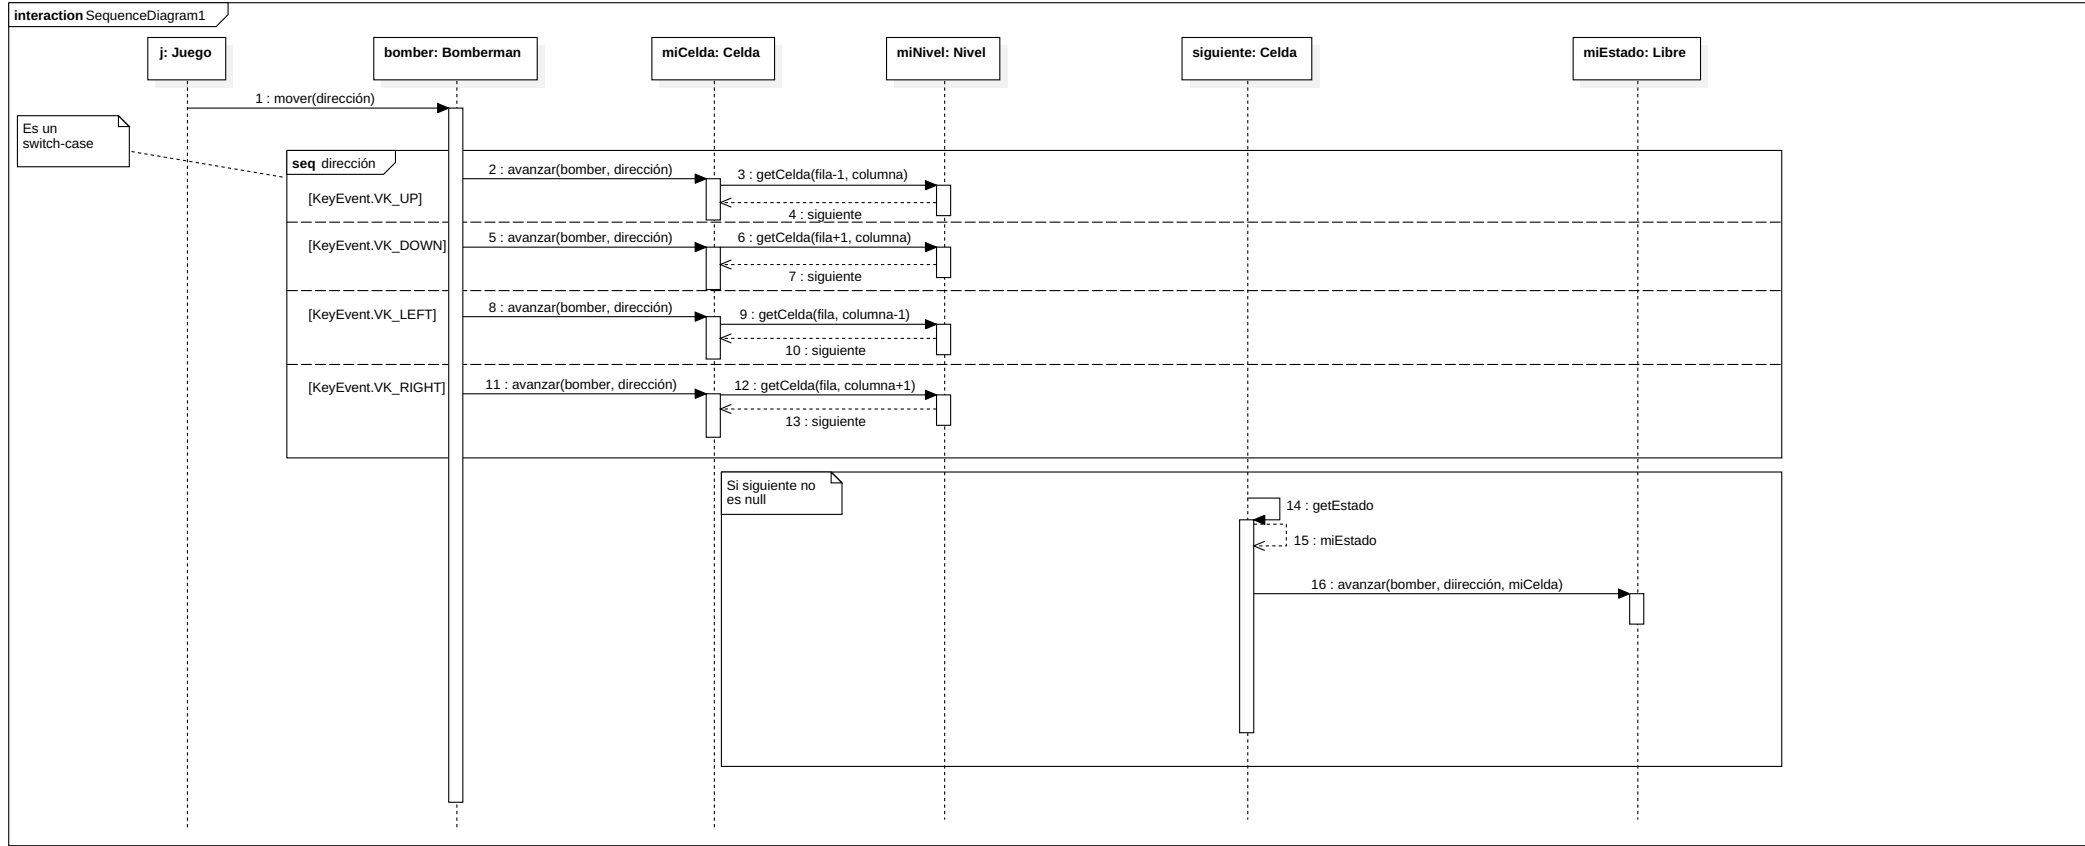 interaction SequenceDiagram1
j: Juego
bomber: Bomberman
miCelda: Celda
miNivel: Nivel
siguiente: Celda
miEstado: Libre
1 : mover(dirección)
Es un
switch-case
seq dirección
2 : avanzar(bomber, dirección)
3 : getCelda(fila-1, columna)
[KeyEvent.VK_UP]
4 : siguiente
[KeyEvent.VK_DOWN]
5 : avanzar(bomber, dirección)
6 : getCelda(fila+1, columna)
7 : siguiente
[KeyEvent.VK_LEFT]
8 : avanzar(bomber, dirección)
9 : getCelda(fila, columna-1)
10 : siguiente
[KeyEvent.VK_RIGHT]
11 : avanzar(bomber, dirección)
12 : getCelda(fila, columna+1)
13 : siguiente
Si siguiente no
es null
14 : getEstado
15 : miEstado
16 : avanzar(bomber, diirección, miCelda)